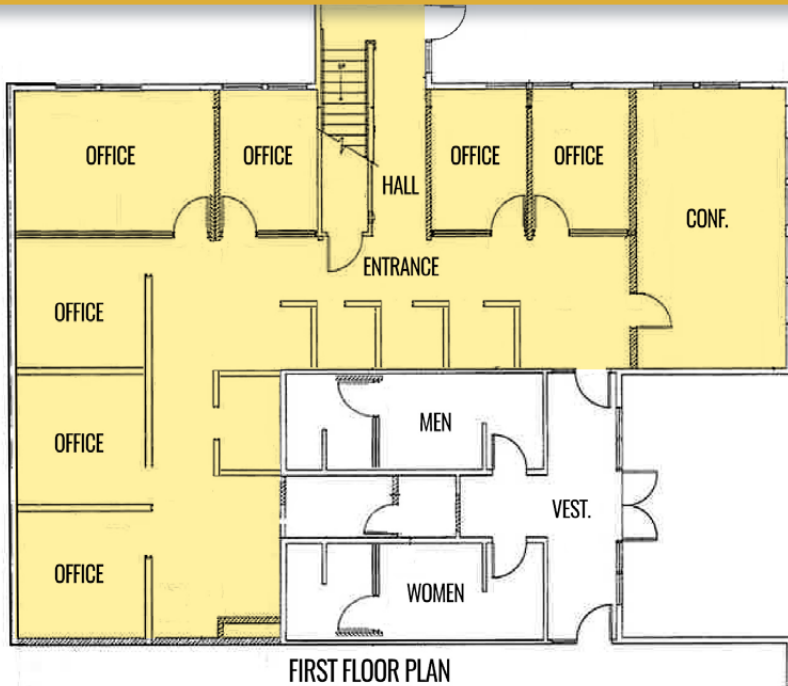 OFFICE
OFFICE
OFFICE
OFFICE
HALL
CONF.
ENTRANCE
OFFICE
OFFICE
MEN
VEST.
OFFICE
WOMEN
FIRST FLOOR PLAN